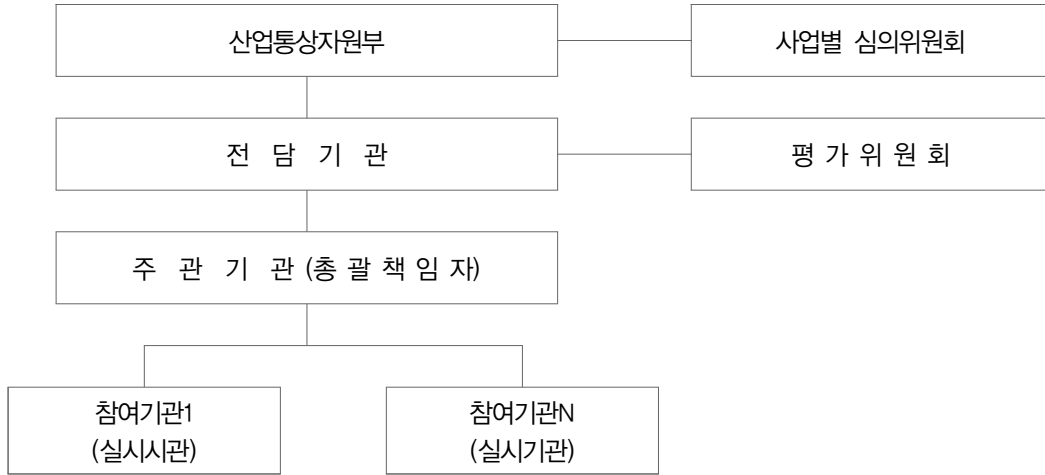 산업통상자원부
사업별 심의위원회
전 담 기 관
평 가 위 원 회
주 관 기 관 (총 괄 책 임 자)
참여기관1
(실시시관)
참여기관N
(실시기관)